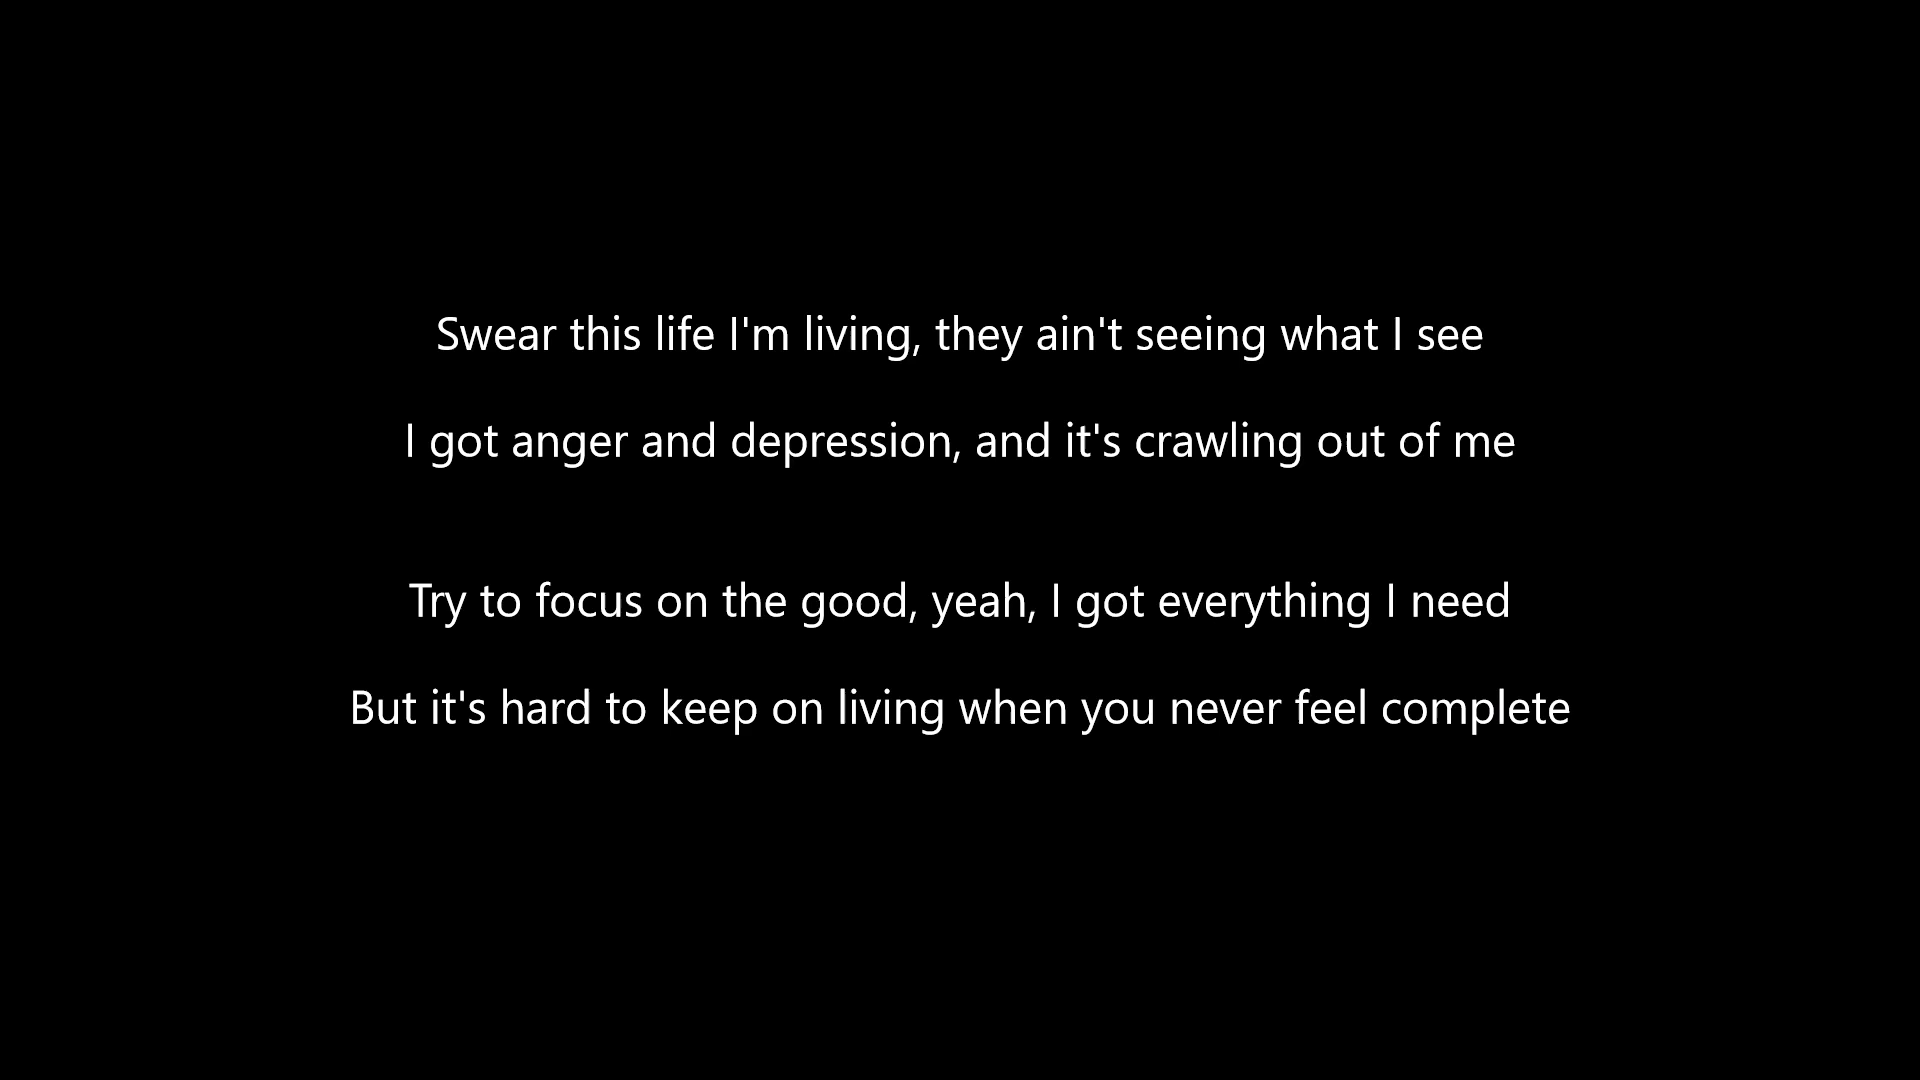 Swear this life I'm living, they ain't seeing what I see
I got anger and depression, and it's crawling out of me
Try to focus on the good, yeah, I got everything I need
But it's hard to keep on living when you never feel complete